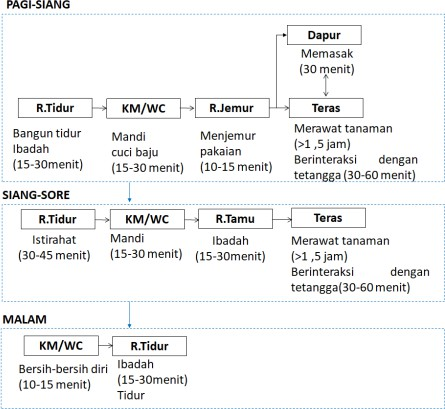 PAGI-SIANG
Dapur
Memasak
(30 menit)
R.Tidur
KM/WC
R.Jemur
Teras
Bangun tidur
Ibadah
(15-30menit)
Mandi
cuci baju
(15-30 menit)
Menjemur
pakaian
(10-15 menit)
Merawat tanaman
(>1 ,5 jam)
Berinteraksi dengan
tetangga (30-60 menit)
SIANG-SORE
R.Tidur
KM/WC
R.Tamu
Teras
Istirahat
(30-45 menit)
Mandi
(15-30 menit)
Ibadah
(15-30menit)
Merawat tanaman
(>1 ,5 jam)
Berinteraksi dengan
tetangga(30-60 menit)
MALAM
KM/WC
R.Tidur
Bersih-bersih diri
(10-15 menit)
Ibadah
(15-30menit)
Tidur